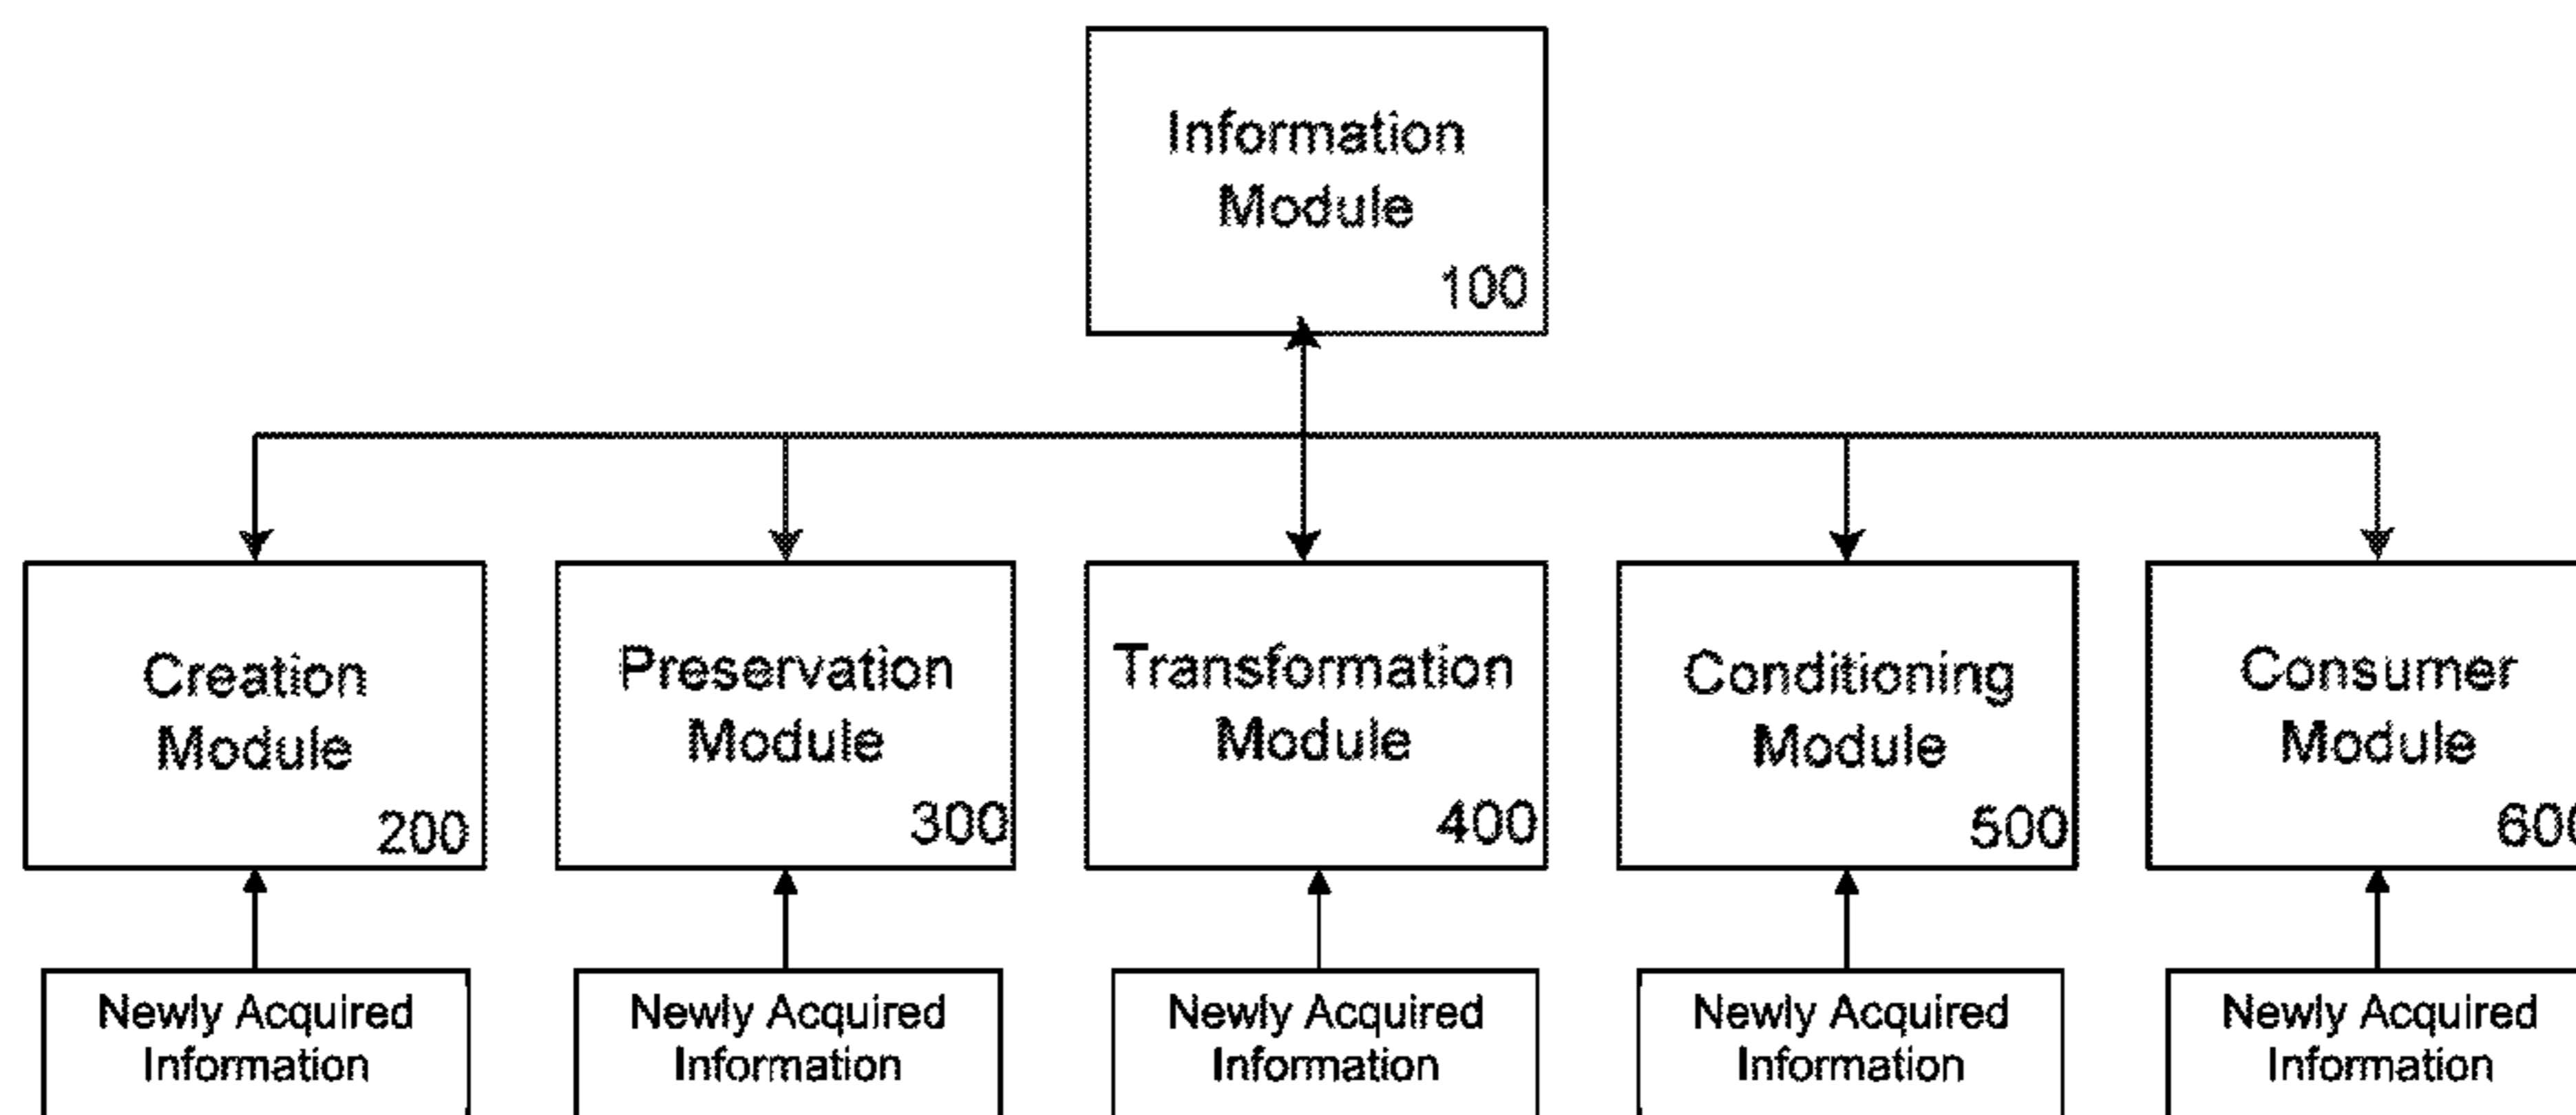 Information
Module
100
Creation
Module
200
Preservation
Module
300
Transformation
Module
400
Conditioning
Module
500
Consumer
Module
600
Newly Acquired
Information
Newly Acquired
Information
Newly Acquired
Information
Newly Acquired
Information
Newly Acquired
Information